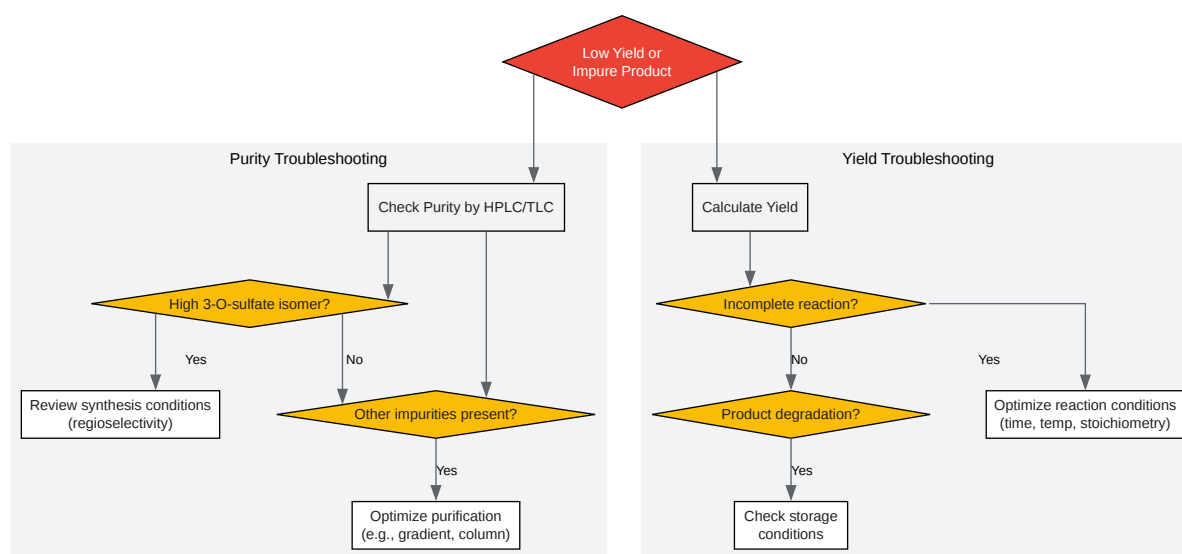 Low Yield or
Impure Product
Purity Troubleshooting
Yield Troubleshooting
Check Purity by HPLC/TLC
Calculate Yield
High 3-O-sulfate isomer?
Incomplete reaction?
Yes
No
No
Yes
Review synthesis conditions
(regioselectivity)
Other impurities present?
Product degradation?
Optimize reaction conditions
(time, temp, stoichiometry)
Yes
Yes
Optimize purification
(e.g., gradient, column)
Check storage
conditions